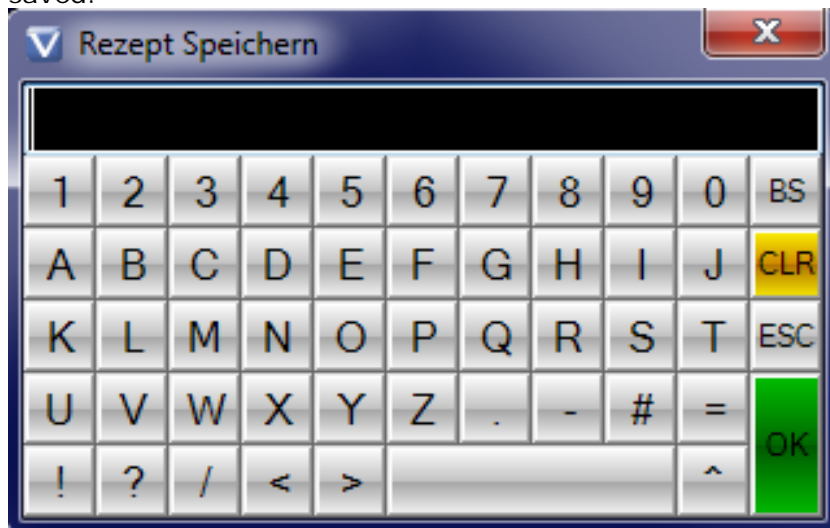 saved.
Rezept Speichern X
1 2 3 4 5 6 7 8 9 0 BS
A B C D E F G H I J CLR
K L M N O P Q R S T ESC
U V W X Y Z . - # = OK
! ? / < > ^